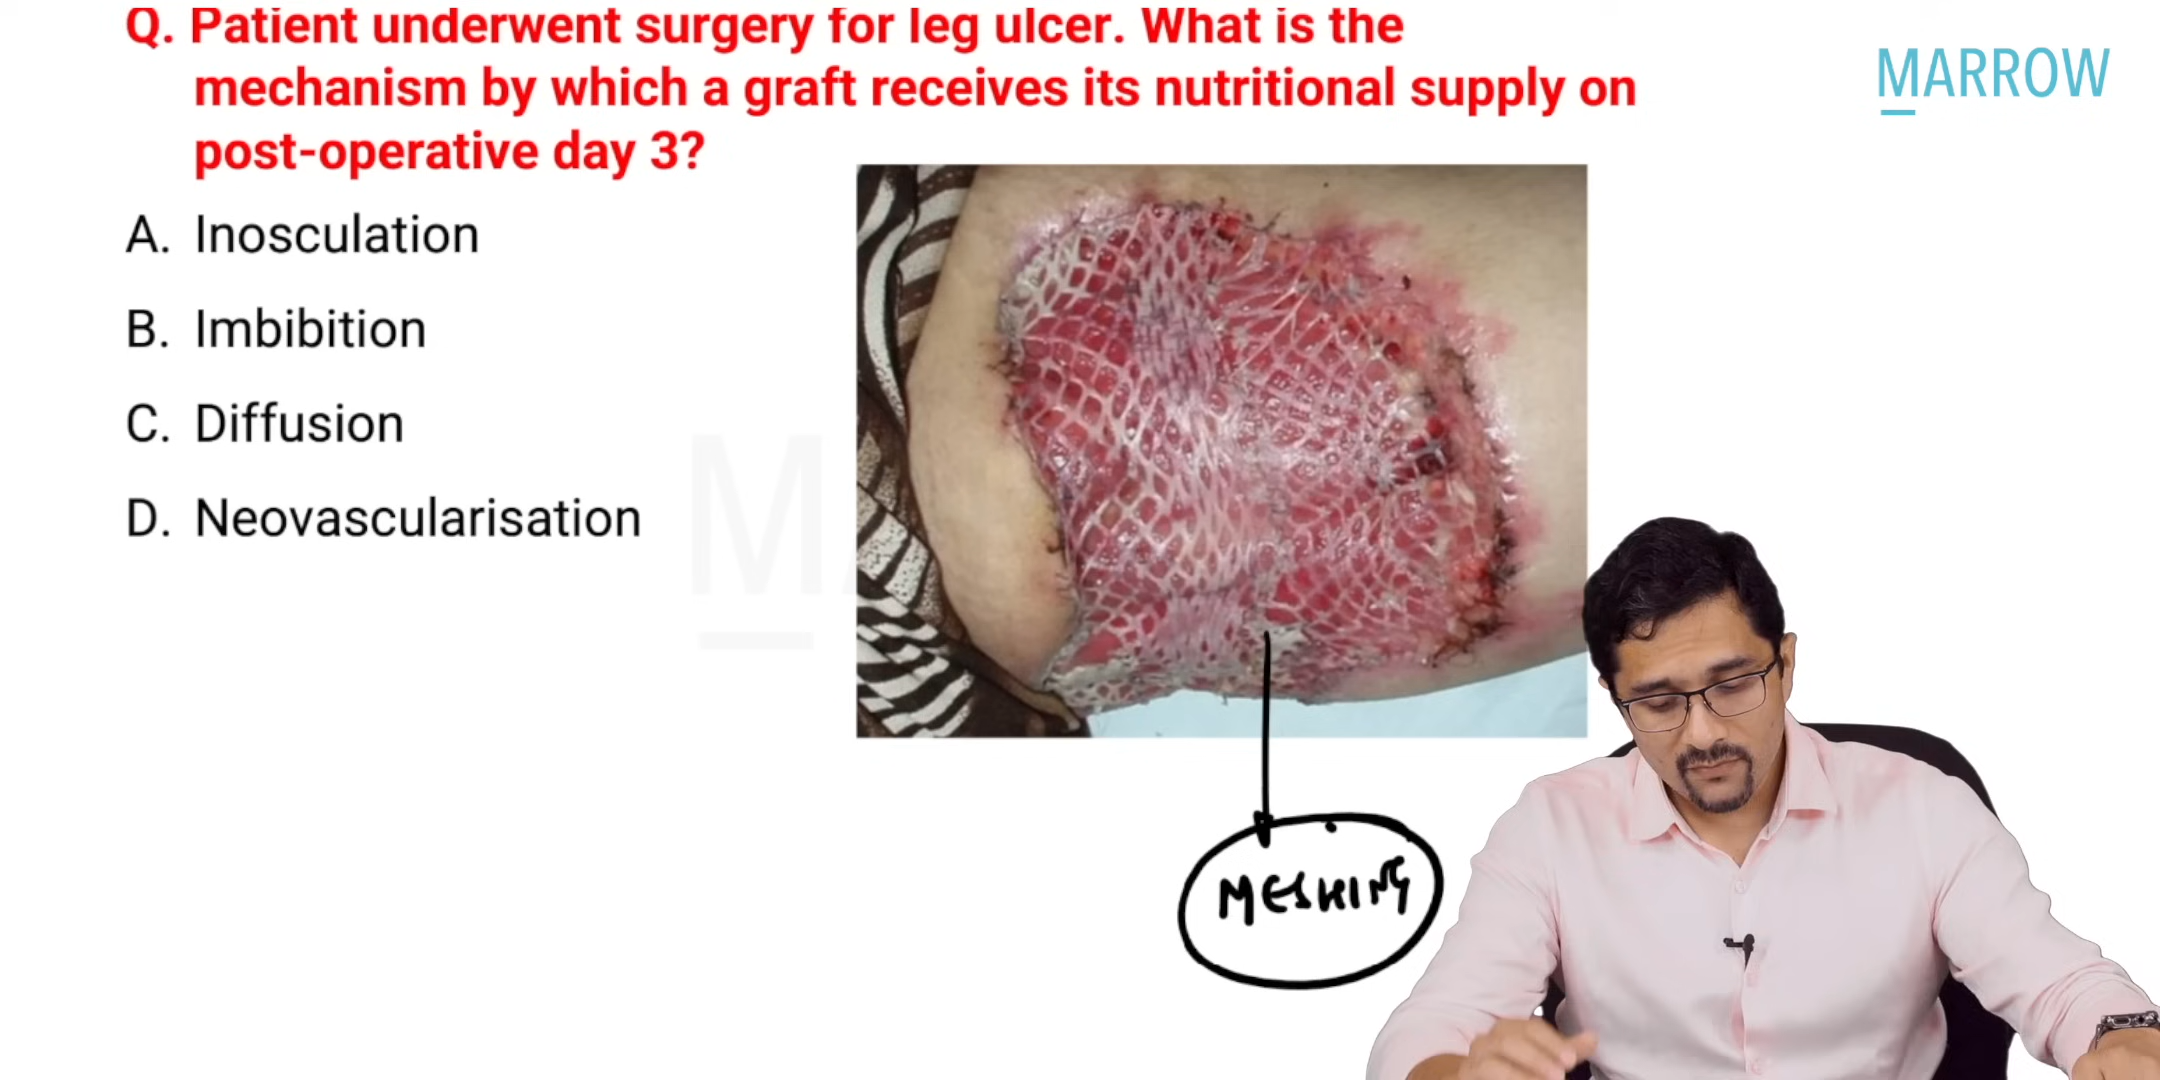 Q. Patient underwent surgery for leg ulcer. What is the
MARROW
mechanism by which a graft receives its nutritional supply on
post-operative day 3?
A. Inosculation
B. Imbibition
C. Diffusion
D. Neovascularisation
MESHING